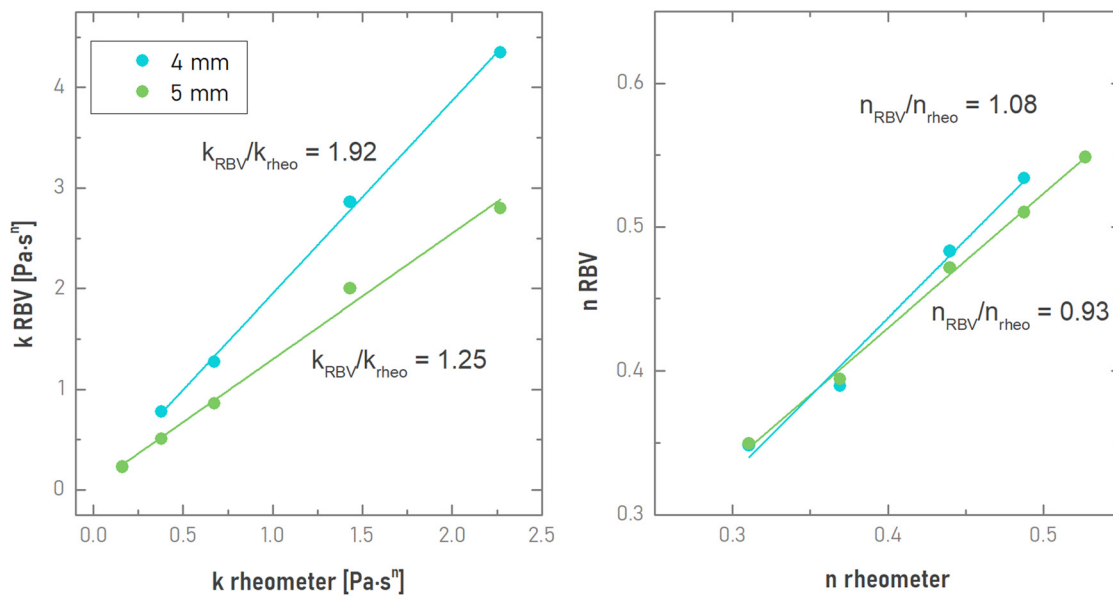 4 mm
5 mm
k_RBV/k_rheo = 1.92
k_RBV/k_rheo = 1.25
4
3
2
1
0
k RBV [Pa·sⁿ]
0.0 0.5 1.0 1.5 2.0 2.5
k rheometer [Pa·sⁿ]
n_RBV/n_rheo = 1.08
n_RBV/n_rheo = 0.93
0.6
0.5
0.4
0.3
n RBV
0.3 0.4 0.5
n rheometer